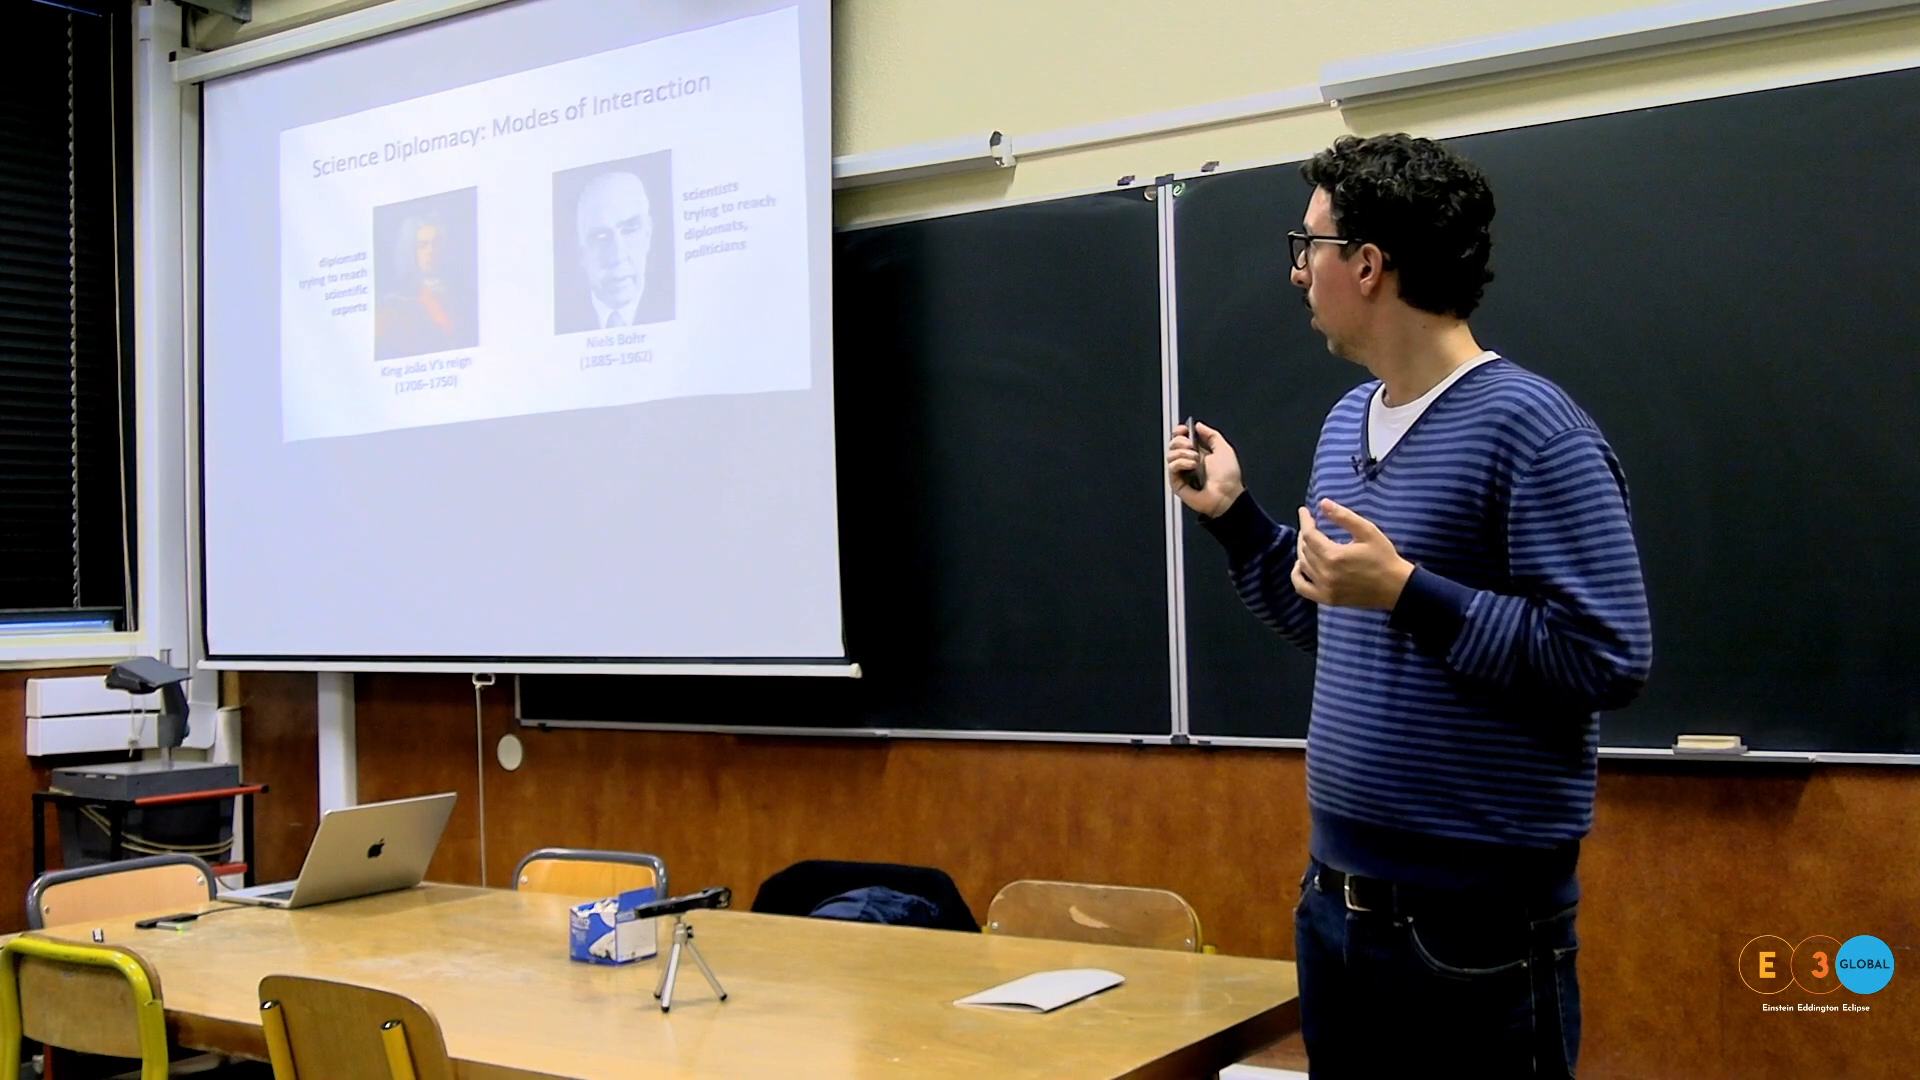 Science Diplomacy: Modes of Interaction
diplomats
trying to reach
scientific
experts
King João V's reign
(1706–1750)
scientists
trying to reach
diplomats,
politicians
Niels Bohr
(1885–1962)
E 3 GLOBAL
Einstein Eddington Eclipse